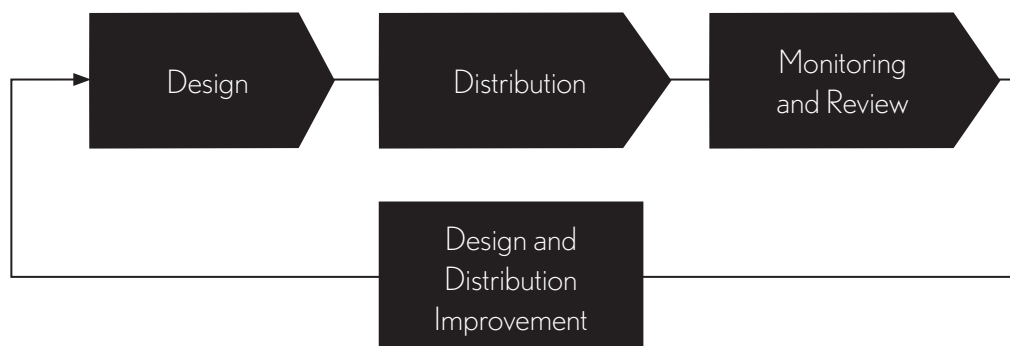 Design
Distribution
Monitoring
and Review
Design and
Distribution
Improvement